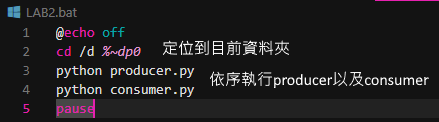 LAB2.bat
1 @echo off
2 cd /d %~dp0 定位到目前資料夾
3 python producer.py
4 python consumer.py 依序執行producer以及consumer
5 pause